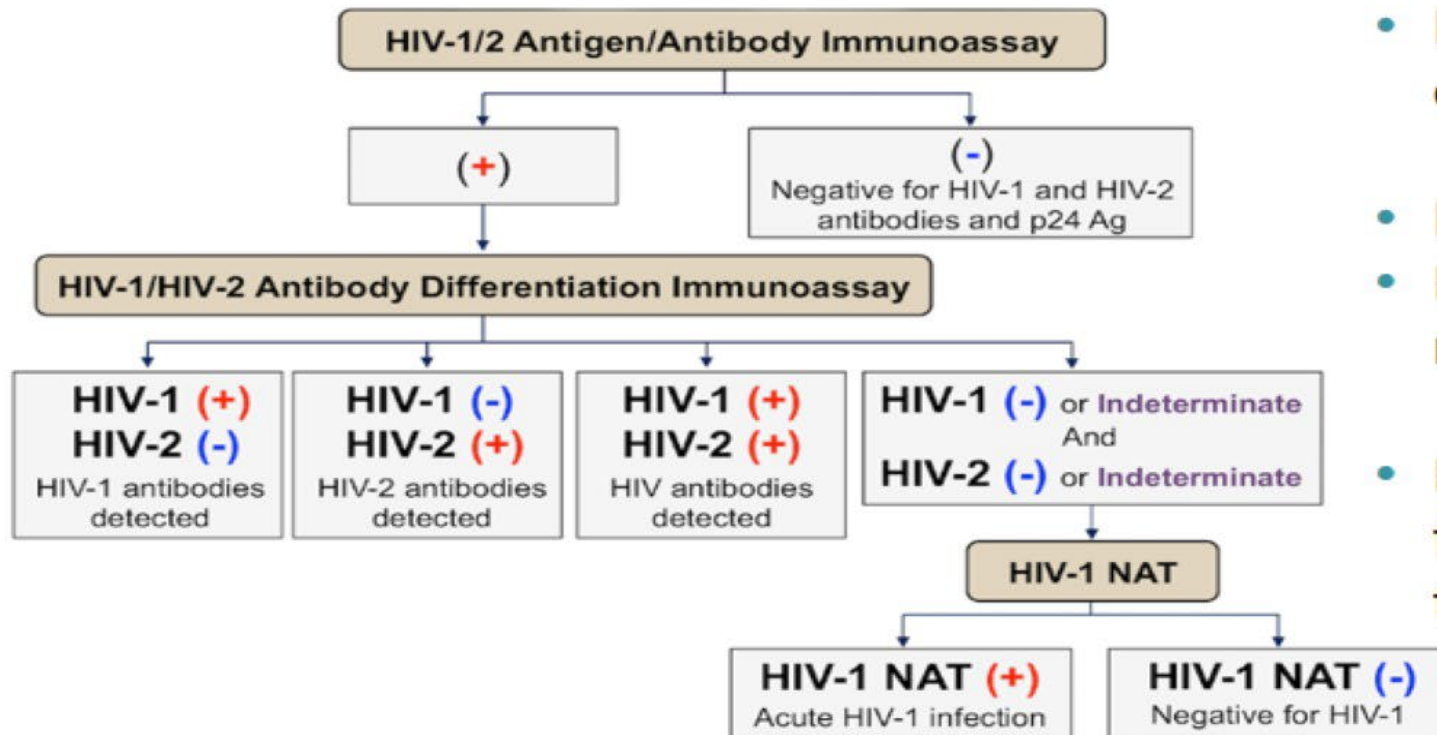 HIV-1/2 Antigen/Antibody Immunoassay
(+)
(-)
Negative for HIV-1 and HIV-2
antibodies and p24 Ag
HIV-1/HIV-2 Antibody Differentiation Immunoassay
HIV-1 (+)
HIV-2 (-)
HIV-1 antibodies
detected
HIV-1 (-)
HIV-2 (+)
HIV-2 antibodies
detected
HIV-1 (+)
HIV-2 (+)
HIV antibodies
detected
HIV-1 (-) or Indeterminate
And
HIV-2 (-) or Indeterminate
HIV-1 NAT
HIV-1 NAT (+)
Acute HIV-1 infection
HIV-1 NAT (-)
Negative for HIV-1